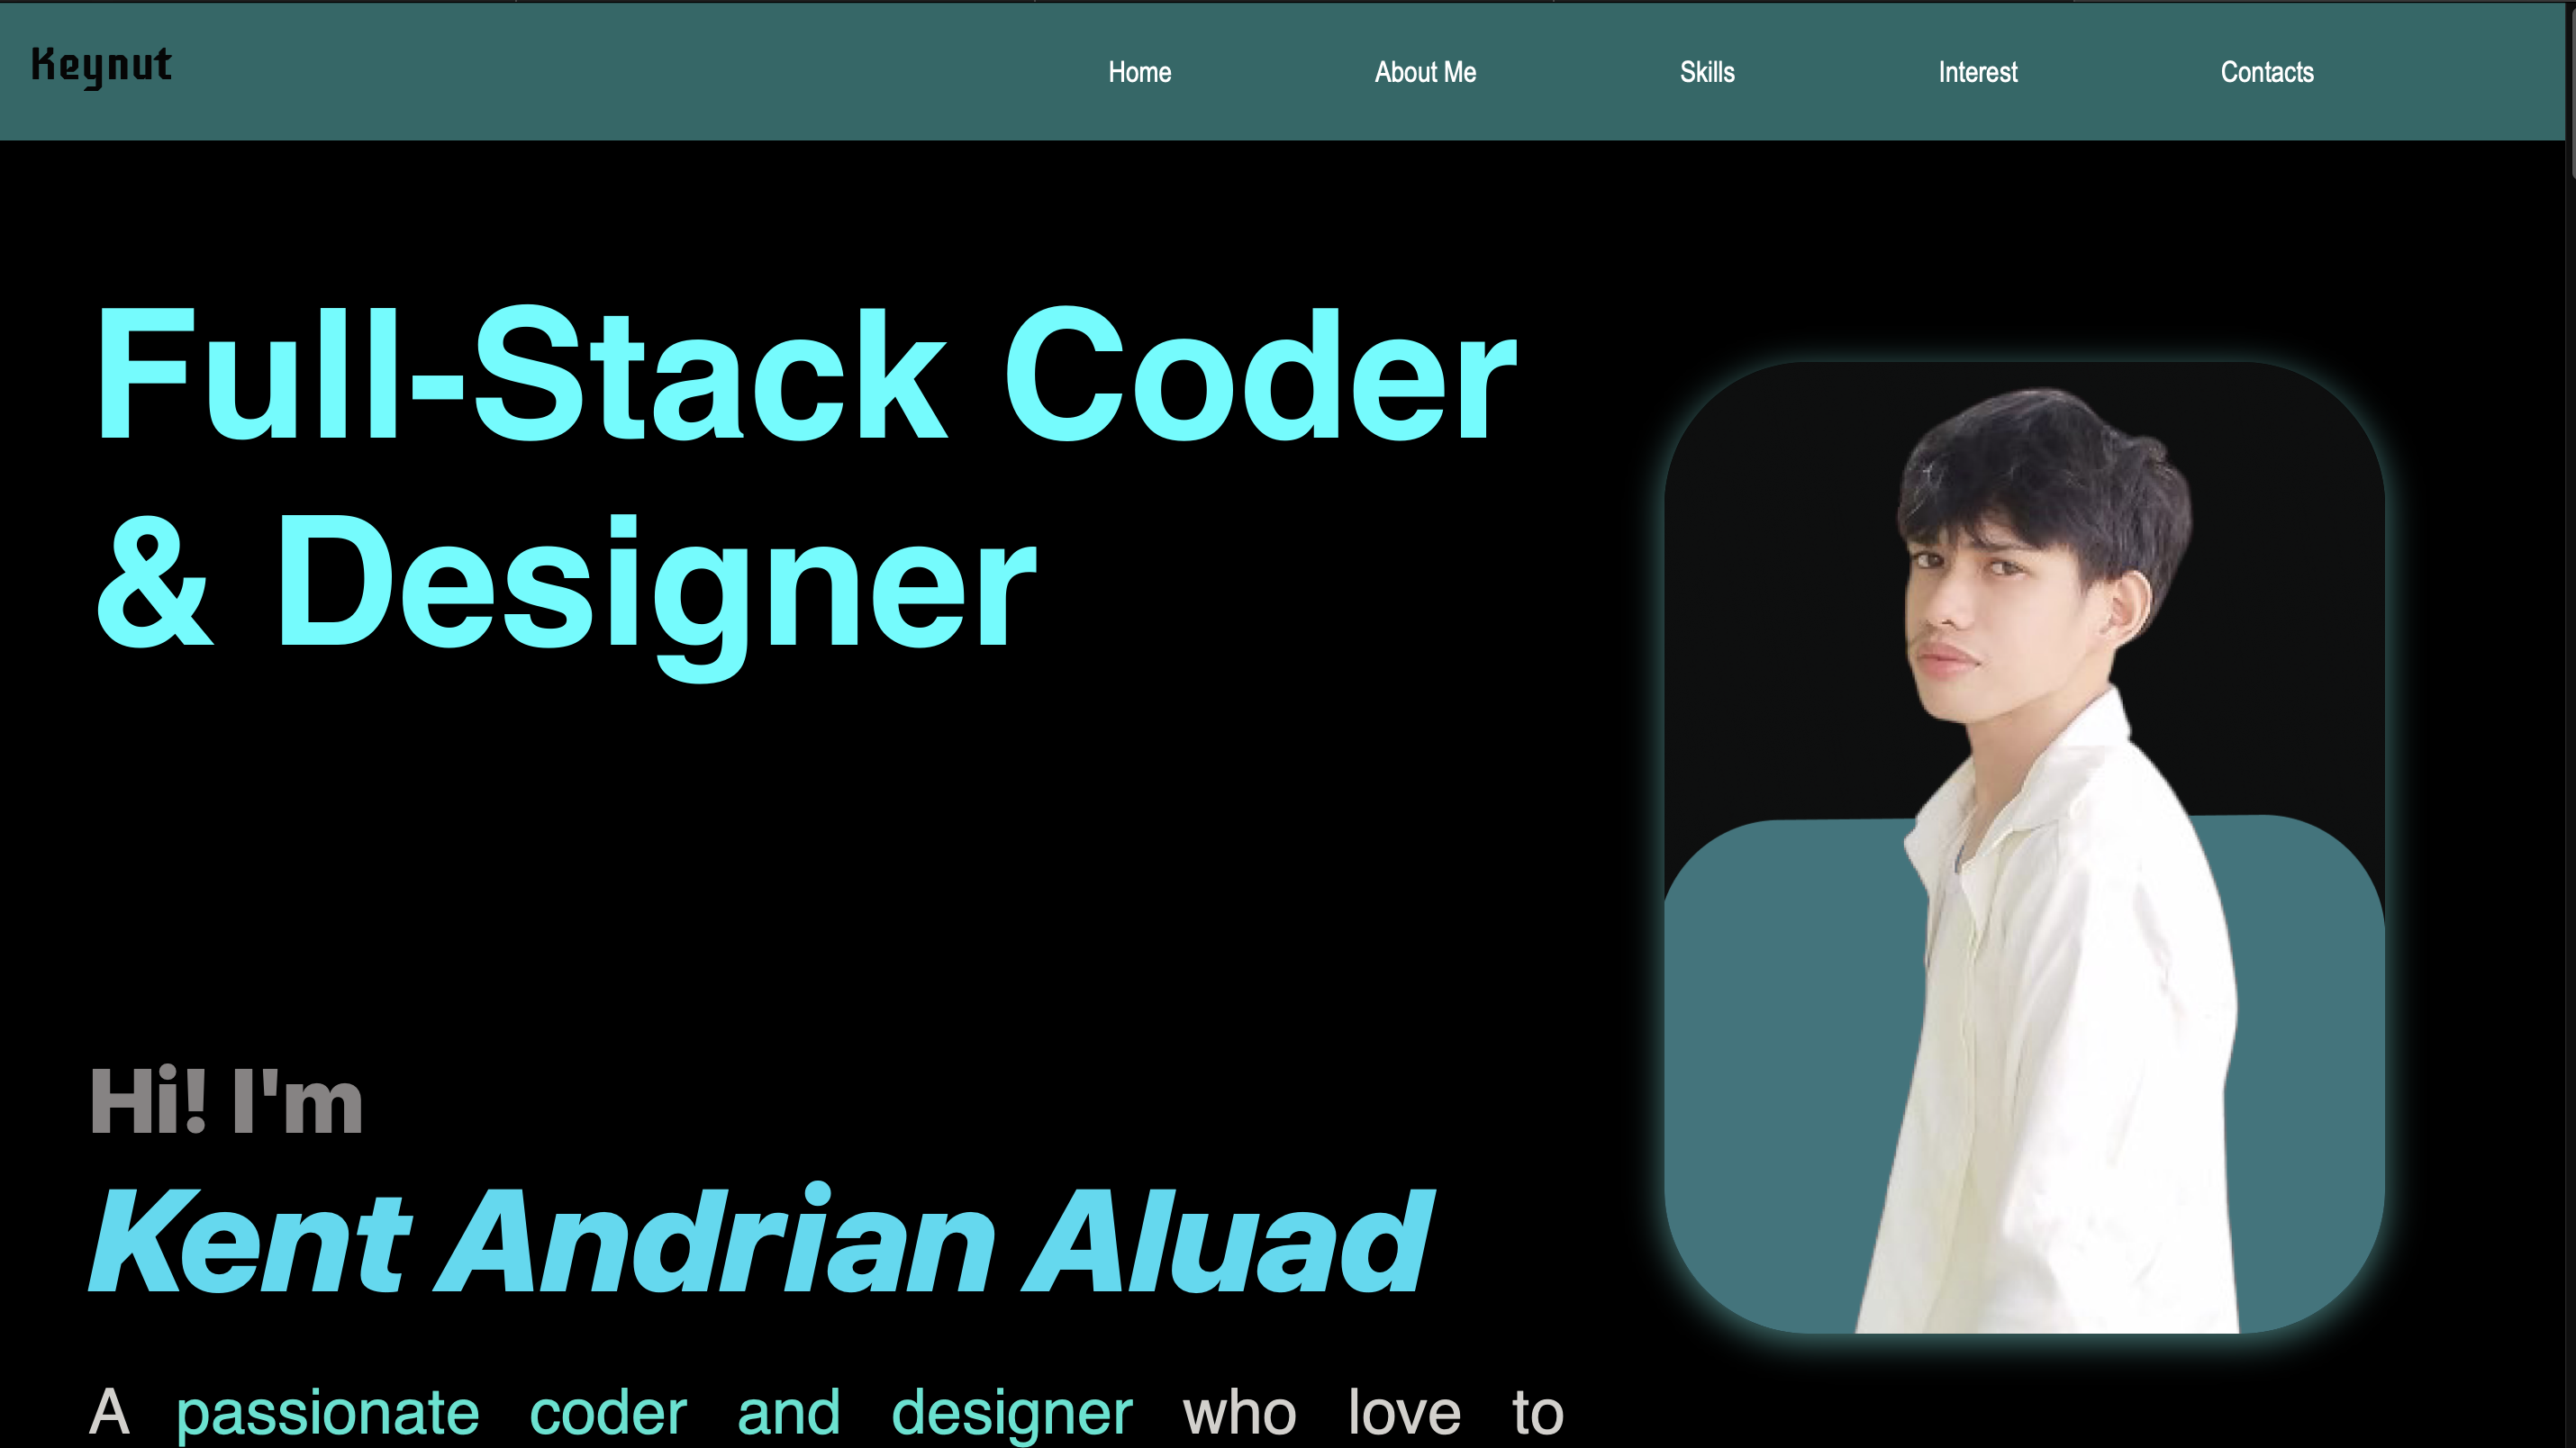 Keynut
Home About Me Skills Interest Contacts
Full-Stack Coder
& Designer
Hi! I'm
Kent Andrian Aluad
A passionate coder and designer who love to